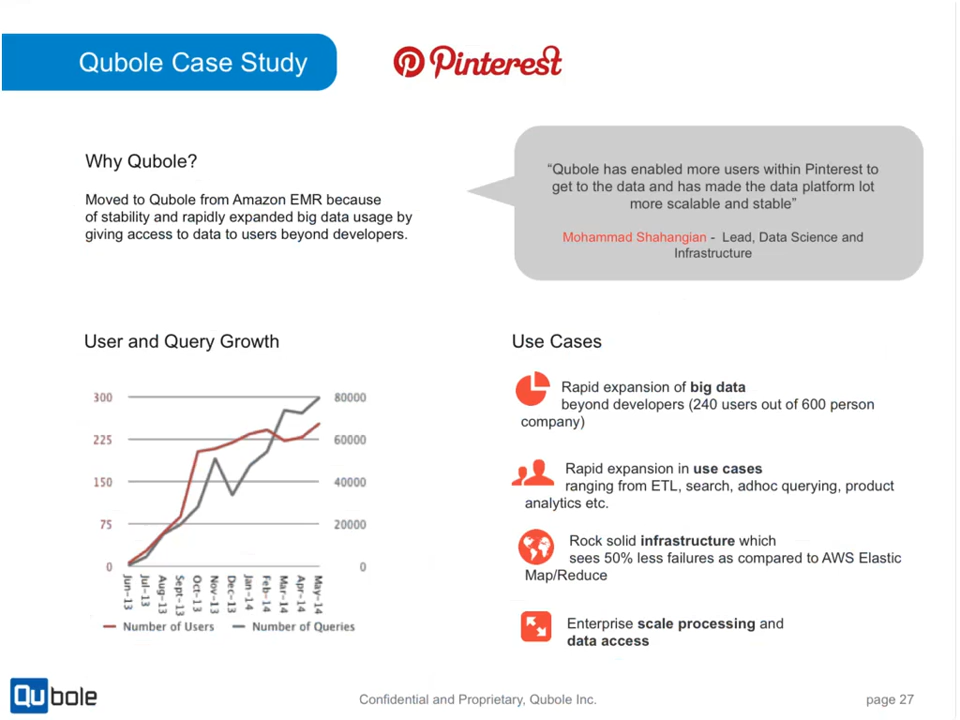 Qubole Case Study
Pinterest
Why Qubole?
Moved to Qubole from Amazon EMR because
of stability and rapidly expanded big data usage by
giving access to data to users beyond developers.
“Qubole has enabled more users within Pinterest to
get to the data and has made the data platform lot
more scalable and stable”
Mohammad Shahangian - Lead, Data Science and
Infrastructure
User and Query Growth
300
225
150
75
0
80000
60000
40000
20000
0
Jun-13
Jul-13
Aug-13
Sept-13
Oct-13
Nov-13
Dec-13
Jan-14
Feb-14
Mar-14
Apr-14
May-14
Number of Users
Number of Queries
Use Cases
Rapid expansion of big data
beyond developers (240 users out of 600 person
company)
Rapid expansion in use cases
ranging from ETL, search, adhoc querying, product
analytics etc.
Rock solid infrastructure which
sees 50% less failures as compared to AWS Elastic
Map/Reduce
Enterprise scale processing and
data access
Qubole
Confidential and Proprietary, Qubole Inc.
page 27